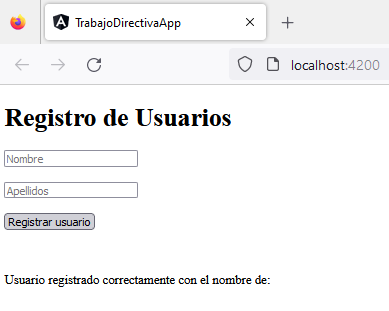 TrabajoDirectivaApp
localhost:4200
Registro de Usuarios
Nombre
Apellidos
Registrar usuario
Usuario registrado correctamente con el nombre de: